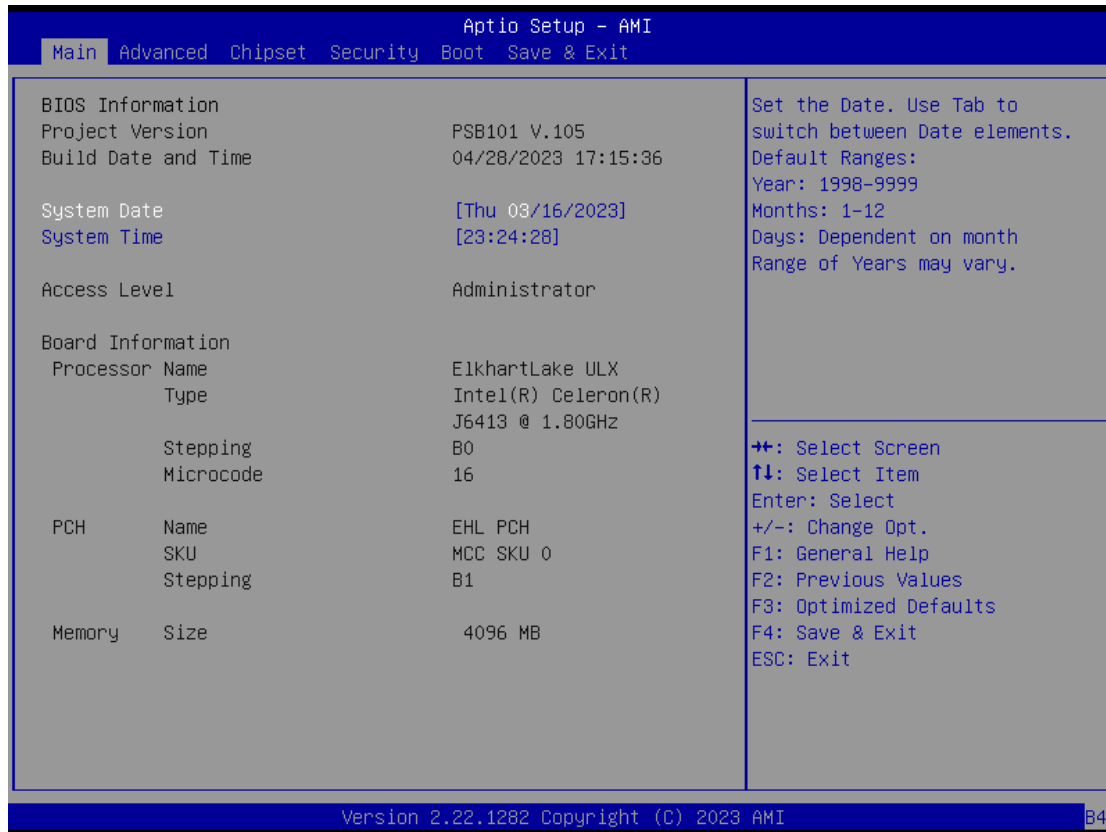 Aptio Setup – AMI
Main Advanced Chipset Security Boot Save & Exit
BIOS Information
Project Version PSB101 V.105
Build Date and Time 04/28/2023 17:15:36
System Date [Thu 03/16/2023]
System Time [23:24:28]
Access Level Administrator
Board Information
Processor Name ElkhartLake ULX
Type Intel(R) Celeron(R)
J6413 @ 1.80GHz
Stepping B0
Microcode 16
PCH Name EHL PCH
SKU MCC SKU 0
Stepping B1
Memory Size 4096 MB
Set the Date. Use Tab to
switch between Date elements.
Default Ranges:
Year: 1998-9999
Months: 1-12
Days: Dependent on month
Range of Years may vary.
→←: Select Screen
↑↓: Select Item
Enter: Select
+/-: Change Opt.
F1: General Help
F2: Previous Values
F3: Optimized Defaults
F4: Save & Exit
ESC: Exit
Version 2.22.1282 Copyright (C) 2023 AMI
B4